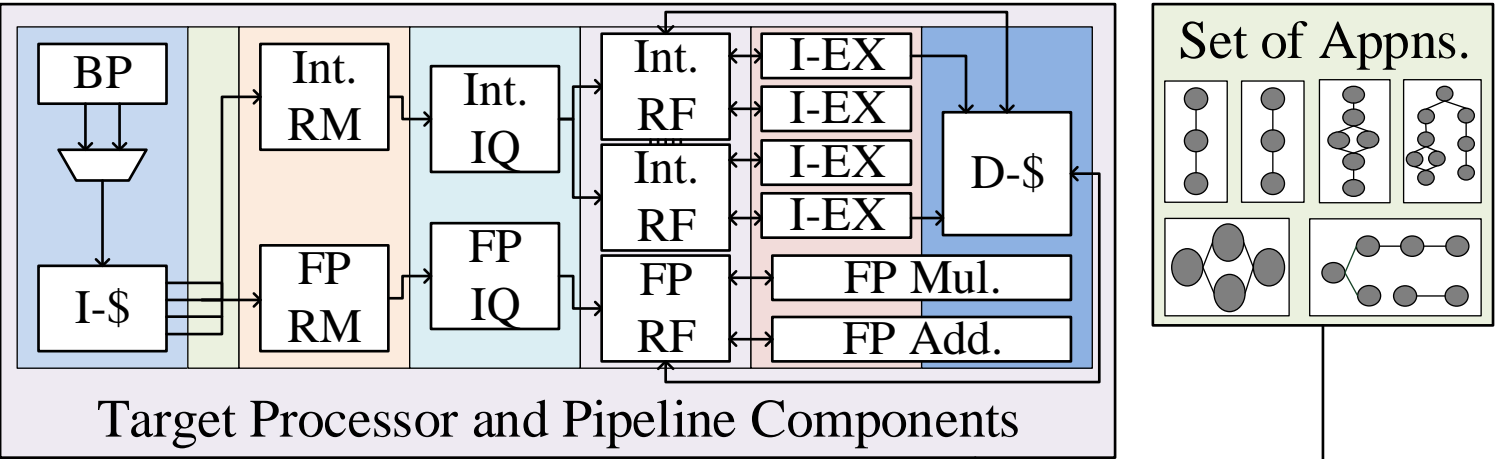 BP
I-$
Int.
RM
FP
RM
Int.
IQ
FP
IQ
Int.
RF
Int.
RF
FP
RF
I-EX
I-EX
I-EX
I-EX
FP Mul.
FP Add.
D-$
Target Processor and Pipeline Components
Set of Appns.